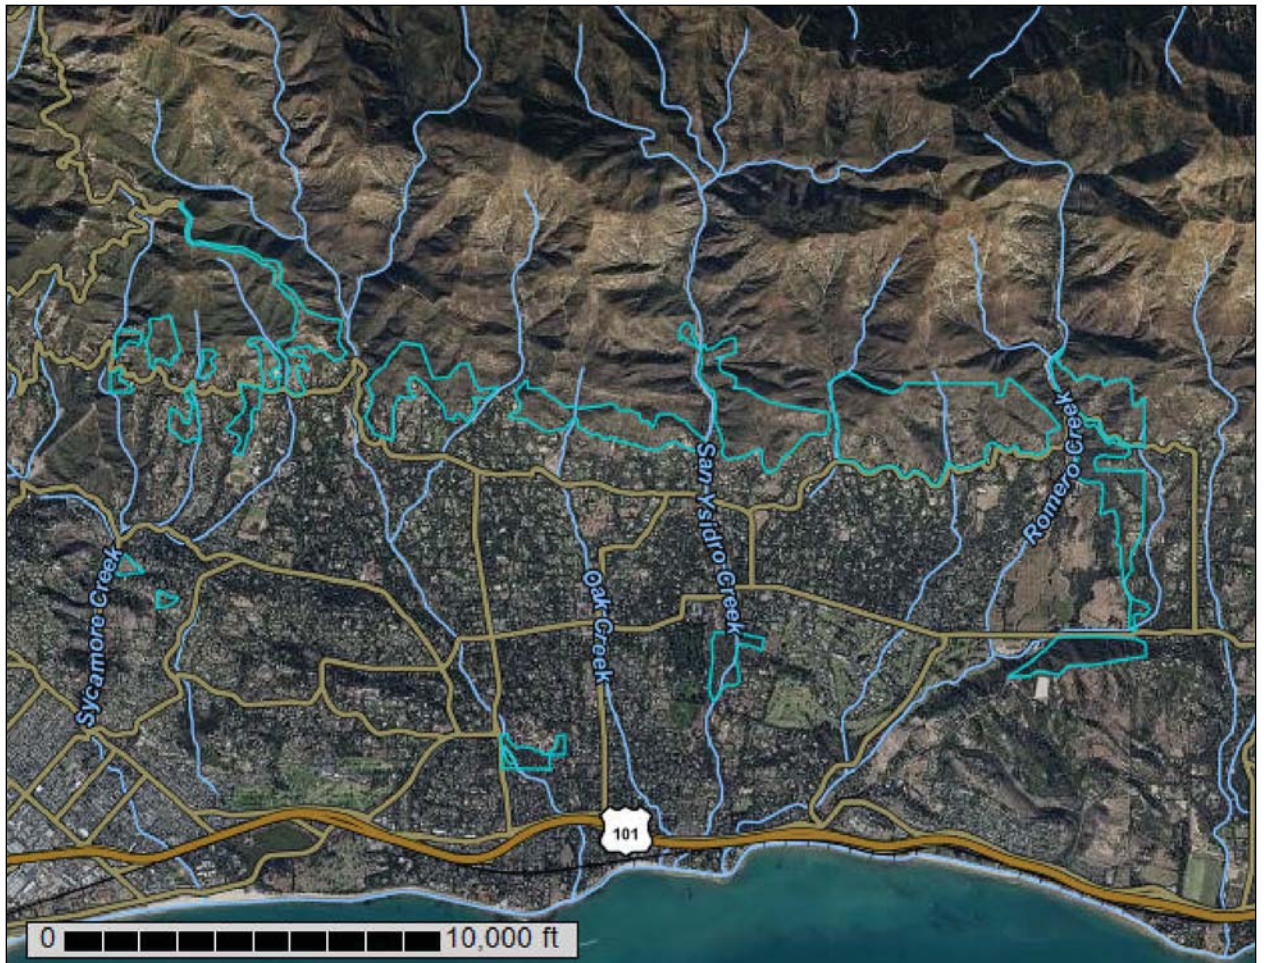 San Ysidro Creek
Romero Creek
Oak Creek
Sycamore Creek
101
0 10,000 ft